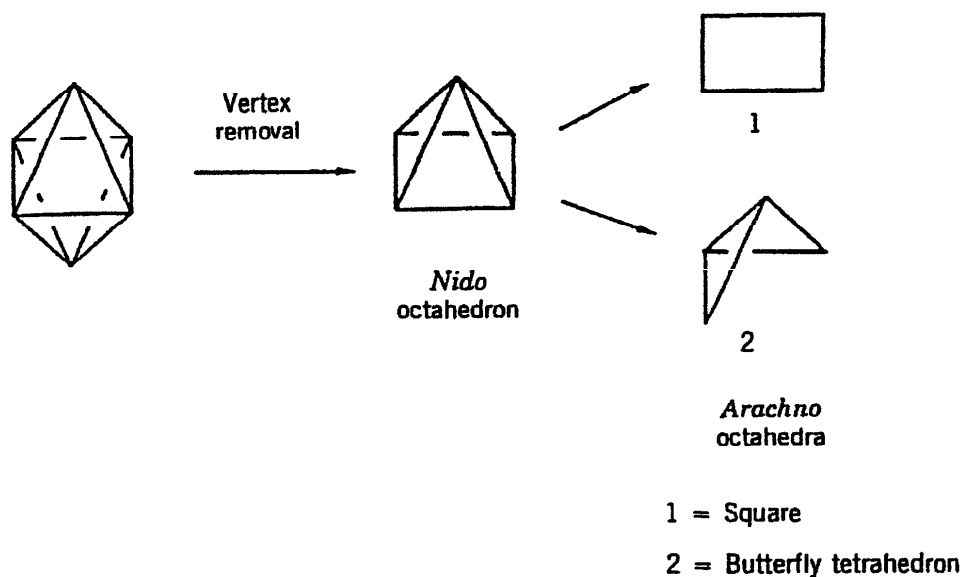 Vertex
removal
1
Nido
octahedron
2
Arachno
octahedra
1 = Square
2 = Butterfly tetrahedron